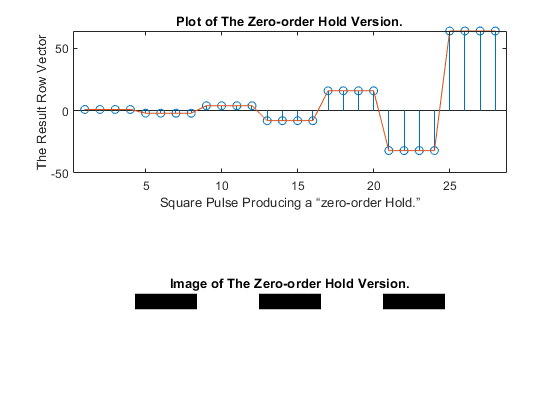 Plot of The Zero-order Hold Version.
The Result Row Vector
50
0
-50
5 10 15 20 25
Square Pulse Producing a “zero-order Hold.”
Image of The Zero-order Hold Version.